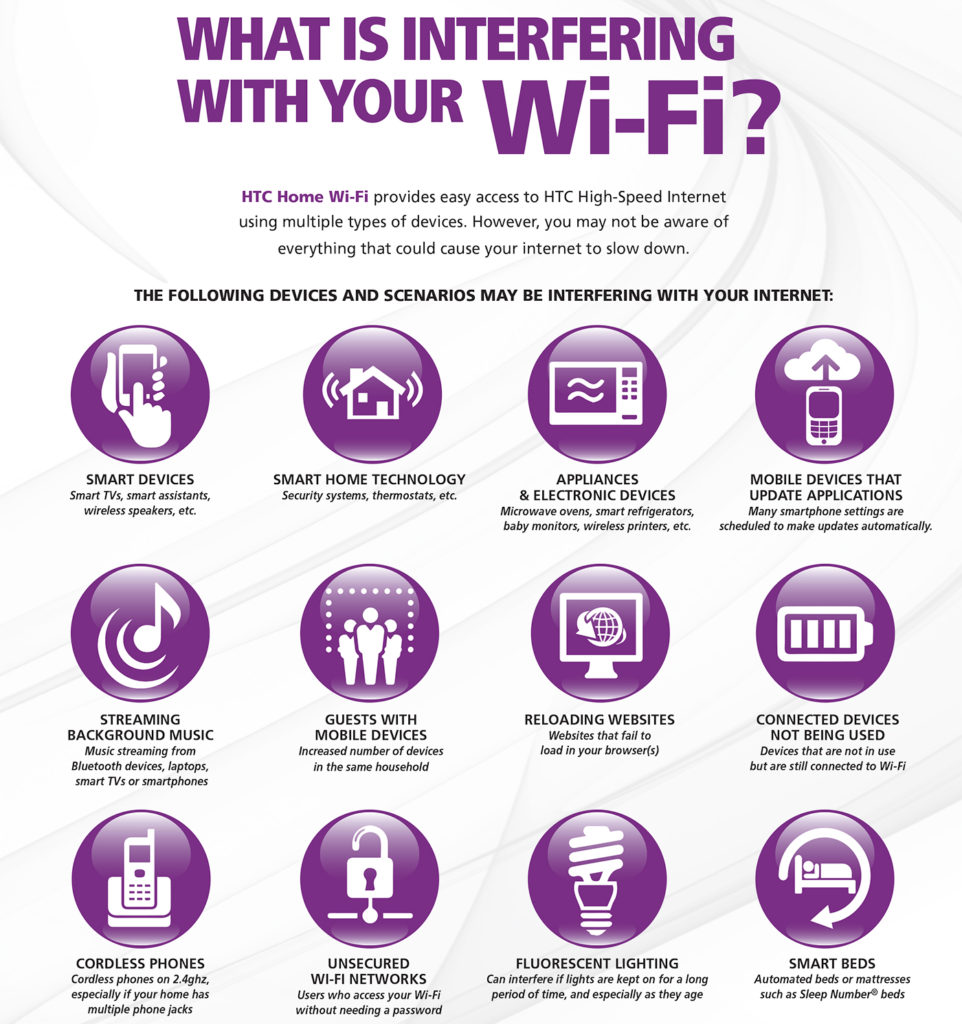 WHAT IS INTERFERING
WITH YOUR Wi-Fi?
HTC Home Wi-Fi provides easy access to HTC High-Speed Internet
using multiple types of devices. However, you may not be aware of
everything that could cause your internet to slow down.
THE FOLLOWING DEVICES AND SCENARIOS MAY BE INTERFERING WITH YOUR INTERNET:
SMART DEVICES
Smart TVs, smart assistants,
wireless speakers, etc.
SMART HOME TECHNOLOGY
Security systems, thermostats, etc.
APPLIANCES
& ELECTRONIC DEVICES
Microwave ovens, smart refrigerators,
baby monitors, wireless printers, etc.
MOBILE DEVICES THAT
UPDATE APPLICATIONS
Many smartphone settings are
scheduled to make updates automatically.
STREAMING
BACKGROUND MUSIC
Music streaming from
Bluetooth devices, laptops,
smart TVs or smartphones
GUESTS WITH
MOBILE DEVICES
Increased number of devices
in the same household
RELOADING WEBSITES
Websites that fail to
load in your browser(s)
CONNECTED DEVICES
NOT BEING USED
Devices that are not in use
but are still connected to Wi-Fi
CORDLESS PHONES
Cordless phones on 2.4ghz,
especially if your home has
multiple phone jacks
UNSECURED
WI-FI NETWORKS
Users who access your Wi-Fi
without needing a password
FLUORESCENT LIGHTING
Can interfere if lights are kept on for a long
period of time, and especially as they age
SMART BEDS
Automated beds or mattresses
such as Sleep Number® beds